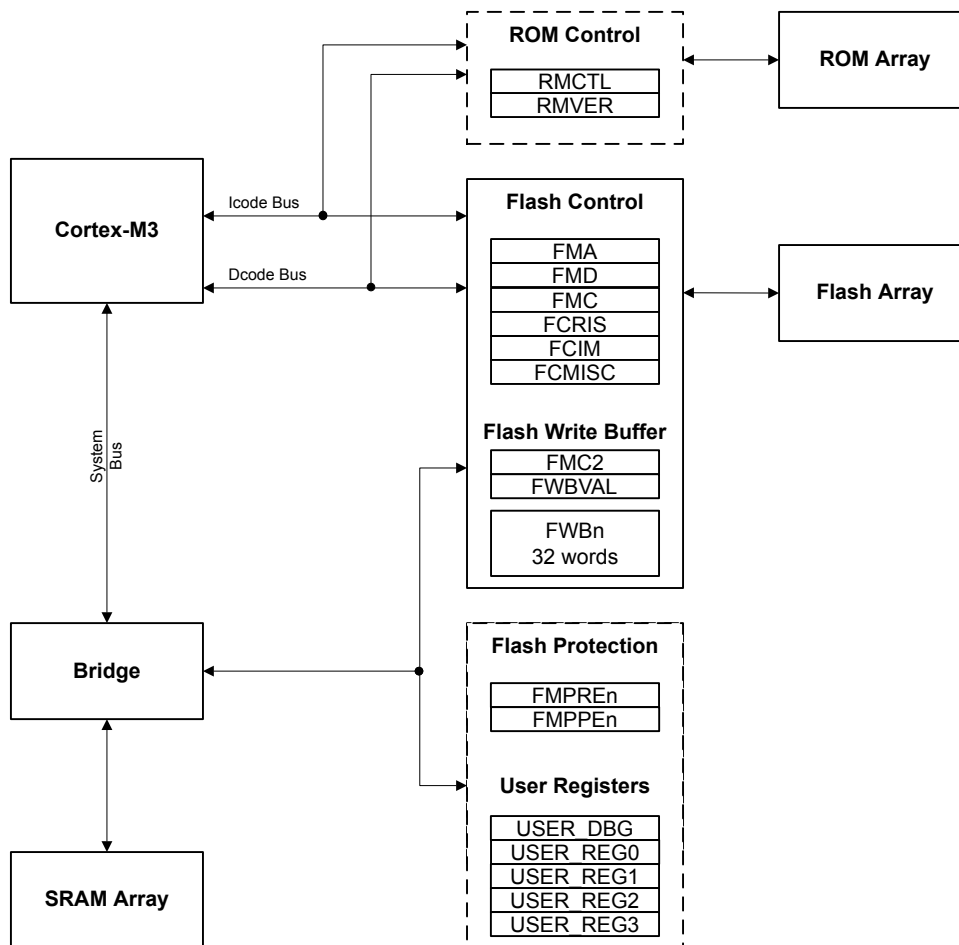 ROM Control
RMCTL
RMVER
ROM Array
Cortex-M3
Icode Bus
Dcode Bus
Flash Control
FMA
FMD
FMC
FCRIS
FCIM
FCMISC
Flash Array
System
Bus
Flash Write Buffer
FMC2
FWBVAL
FWBn
32 words
Bridge
Flash Protection
FMPREn
FMPPEn
User Registers
USER_DBG
USER_REG0
USER_REG1
USER_REG2
USER_REG3
SRAM Array